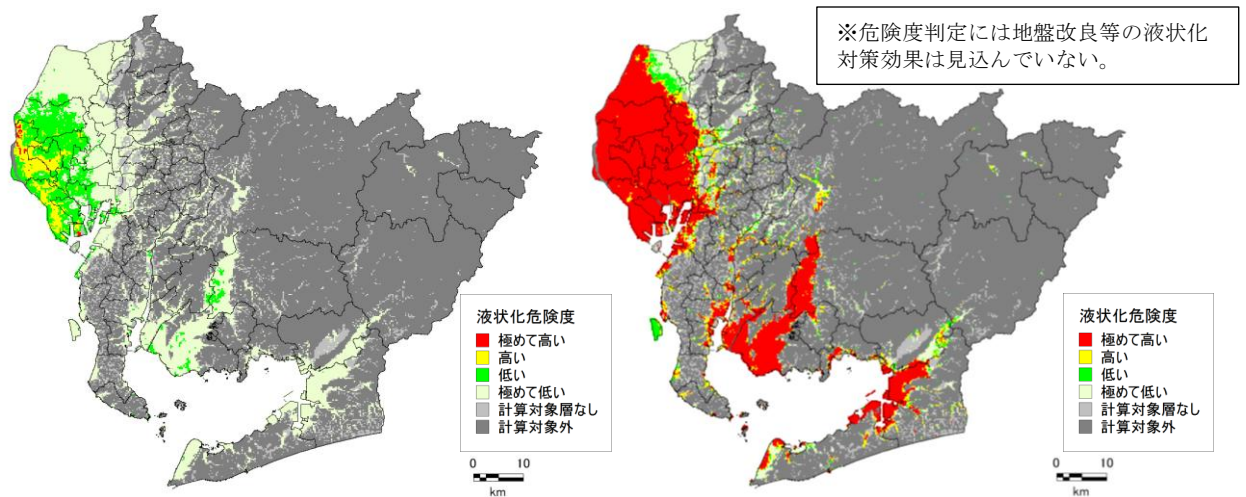 ※危険度判定には地盤改良等の液状化
対策効果は見込んでいない。
液状化危険度
極めて高い
高い
低い
極めて低い
計算対象層なし
計算対象外
0 10
km
液状化危険度
極めて高い
高い
低い
極めて低い
計算対象層なし
計算対象外
0 10
km